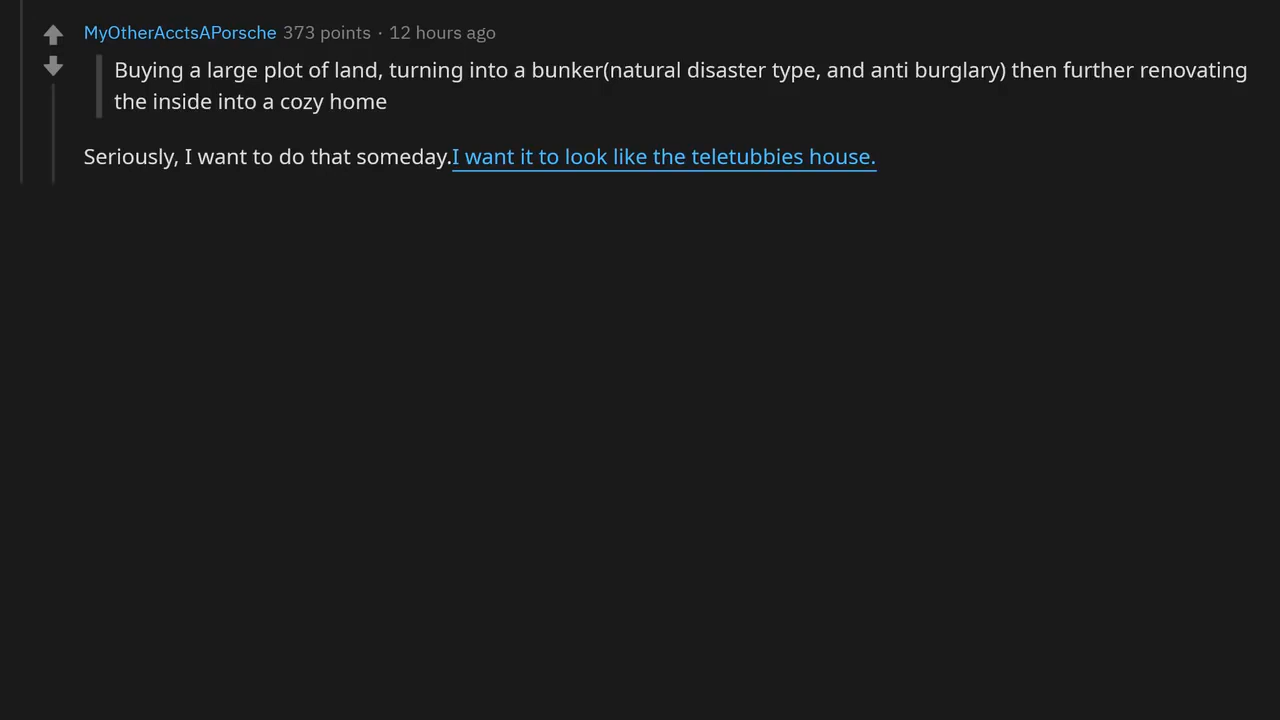 MyOtherAcctsAPorsche 373 points · 12 hours ago
Buying a large plot of land, turning into a bunker(natural disaster type, and anti burglary) then further renovating
the inside into a cozy home
Seriously, I want to do that someday.I want it to look like the teletubbies house.